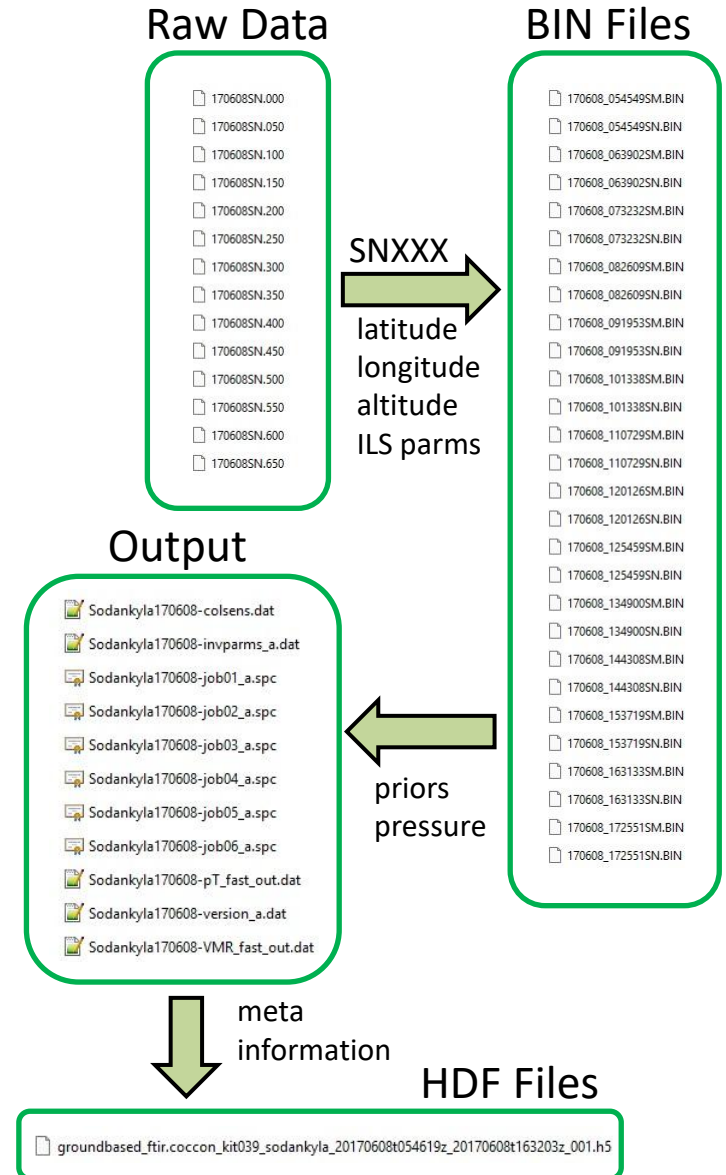 Raw Data
170608SN.000
170608SN.050
170608SN.100
170608SN.150
170608SN.200
170608SN.250
170608SN.300
170608SN.350
170608SN.400
170608SN.450
170608SN.500
170608SN.550
170608SN.600
170608SN.650
SNXXX
latitude
longitude
altitude
ILS parms
BIN Files
170608_054549SM.BIN
170608_054549SN.BIN
170608_063902SM.BIN
170608_063902SN.BIN
170608_073232SM.BIN
170608_073232SN.BIN
170608_082609SM.BIN
170608_082609SN.BIN
170608_091953SM.BIN
170608_091953SN.BIN
170608_101338SM.BIN
170608_101338SN.BIN
170608_110729SM.BIN
170608_110729SN.BIN
170608_120126SM.BIN
170608_120126SN.BIN
170608_125459SM.BIN
170608_125459SN.BIN
170608_134900SM.BIN
170608_134900SN.BIN
170608_144308SM.BIN
170608_144308SN.BIN
170608_153719SM.BIN
170608_153719SN.BIN
170608_163133SM.BIN
170608_163133SN.BIN
170608_172551SM.BIN
170608_172551SN.BIN
priors
pressure
Output
Sodankyla170608-colsens.dat
Sodankyla170608-invparms_a.dat
Sodankyla170608-job01_a.spc
Sodankyla170608-job02_a.spc
Sodankyla170608-job03_a.spc
Sodankyla170608-job04_a.spc
Sodankyla170608-job05_a.spc
Sodankyla170608-job06_a.spc
Sodankyla170608-pT_fast_out.dat
Sodankyla170608-version_a.dat
Sodankyla170608-VMR_fast_out.dat
meta
information
HDF Files
groundbased_ftir.coccon_kit039_sodankyla_20170608t054619z_20170608t163203z_001.h5